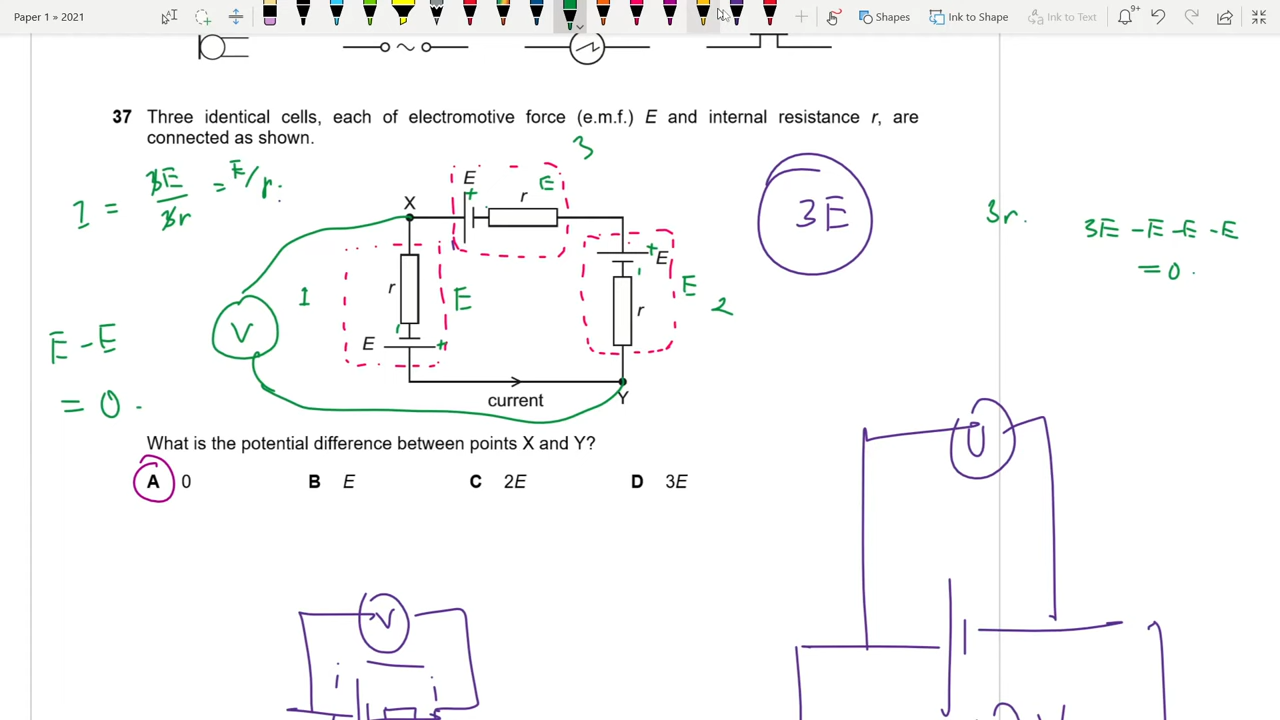 Paper 1 » 2021
Shapes
Ink to Shape
Ink to Text
9+
37 Three identical cells, each of electromotive force (e.m.f.) E and internal resistance r, are
connected as shown.
3
I = 3E/3r = E/r.
X
E
+
r
E
3E
3r.
3E - E - E - E
= 0.
1
r
E
E
+
+
E
r
E
2
V
E - E
= 0.
current
Y
What is the potential difference between points X and Y?
A 0 B E C 2E D 3E
V